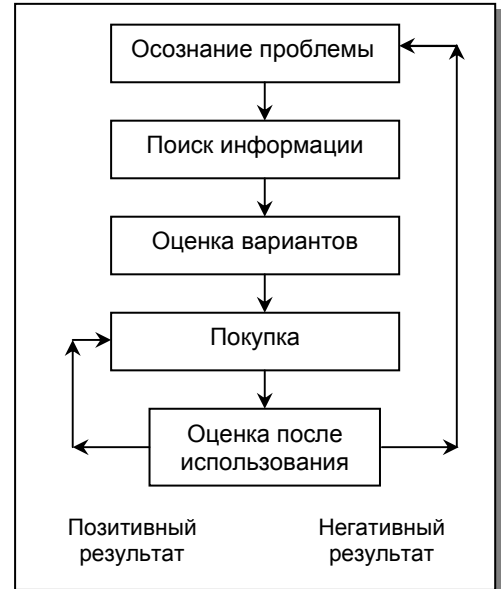 Осознание проблемы
Поиск информации
Оценка вариантов
Покупка
Оценка после
использования
Позитивный
результат
Негативный
результат